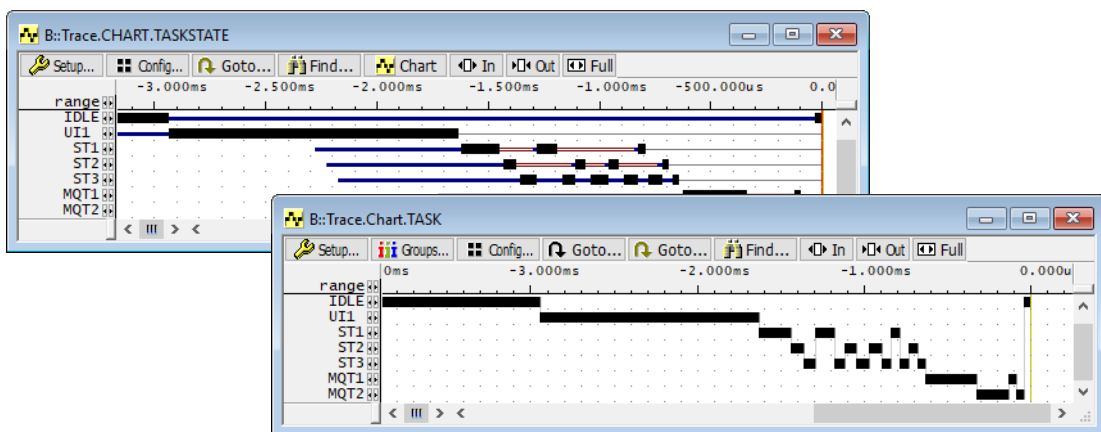 B::Trace.CHART.TASKSTATE
Setup... Config... Goto... Find... Chart In Out Full
-3.000ms -2.500ms -2.000ms -1.500ms -1.000ms -500.000us 0.0
range
IDLE
UI1
ST1
ST2
ST3
MQT1
MQT2
B::Trace.Chart.TASK
Setup... Groups... Config... Goto... Goto... Find... In Out Full
0ms -3.000ms -2.000ms -1.000ms 0.000u
range
IDLE
UI1
ST1
ST2
ST3
MQT1
MQT2